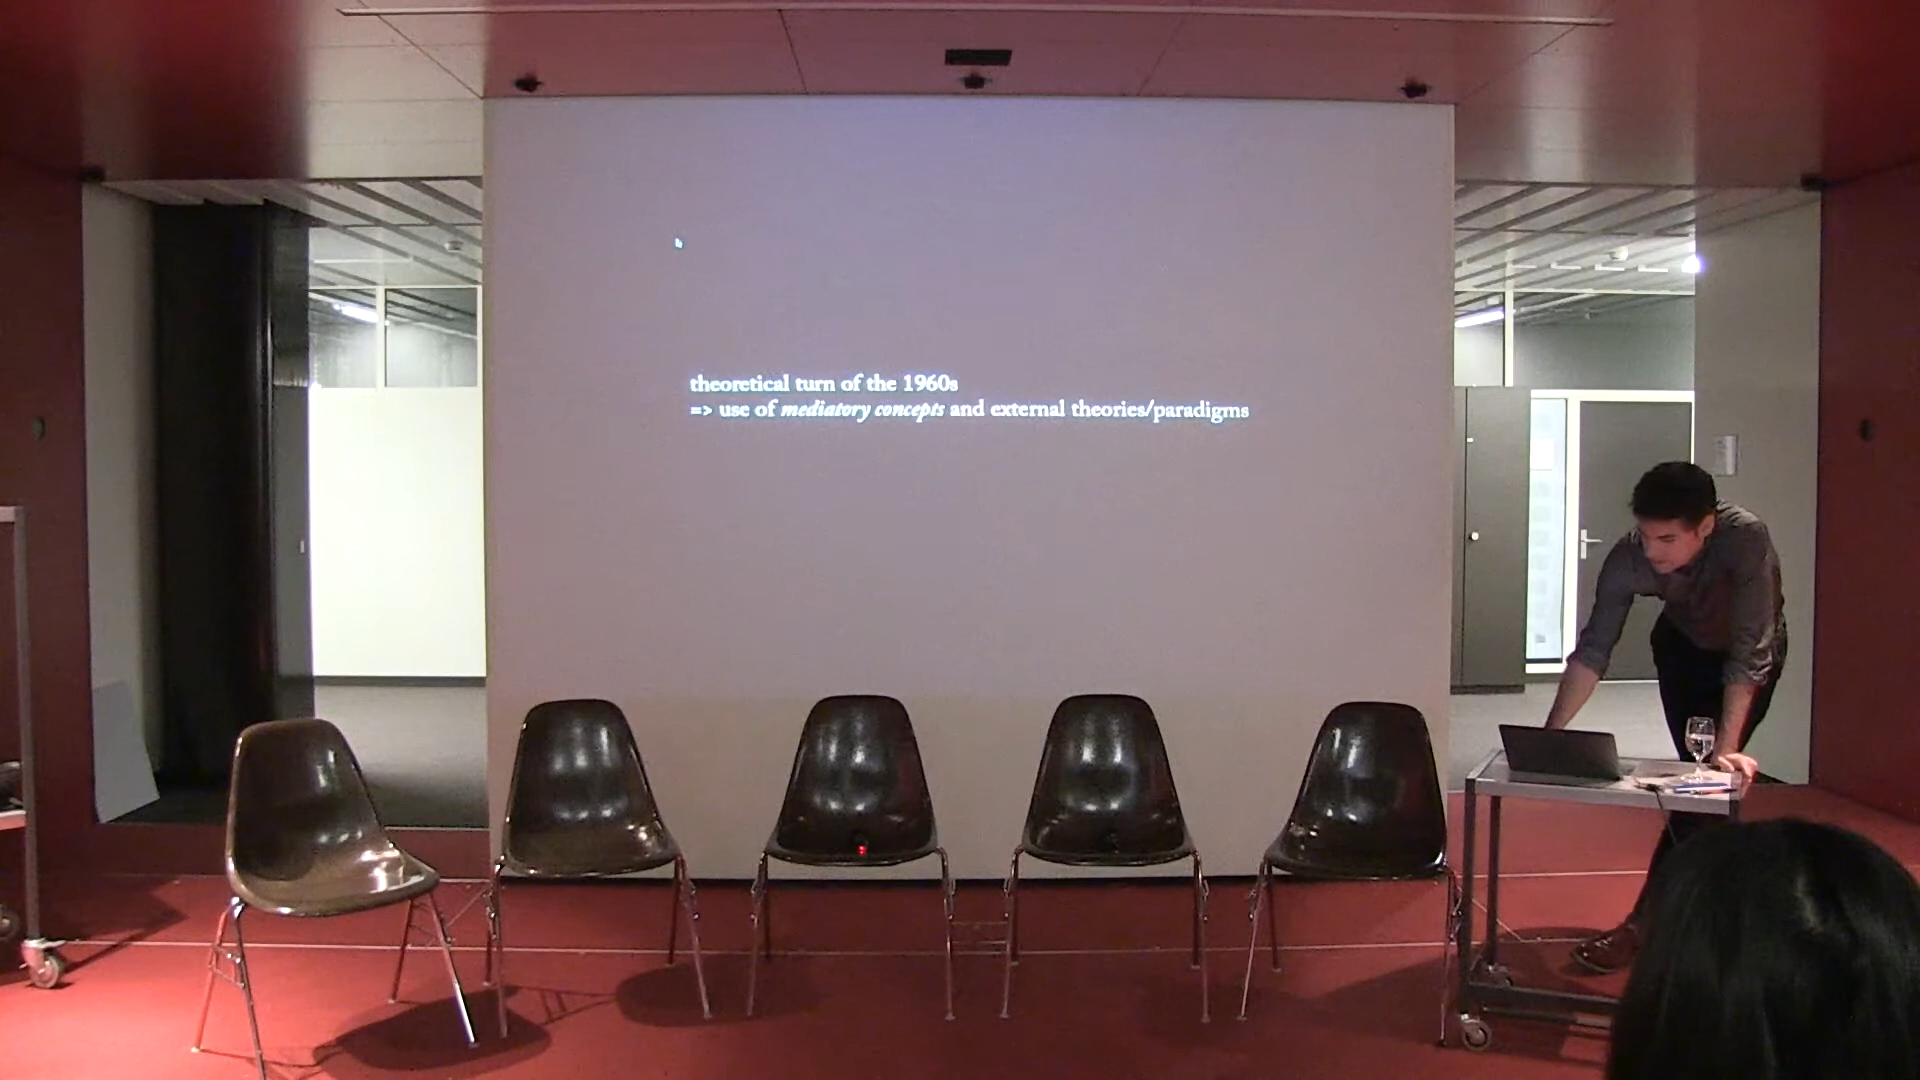 theoretical turn of the 1960s
=> use of mediatory concepts and external theories/paradigms